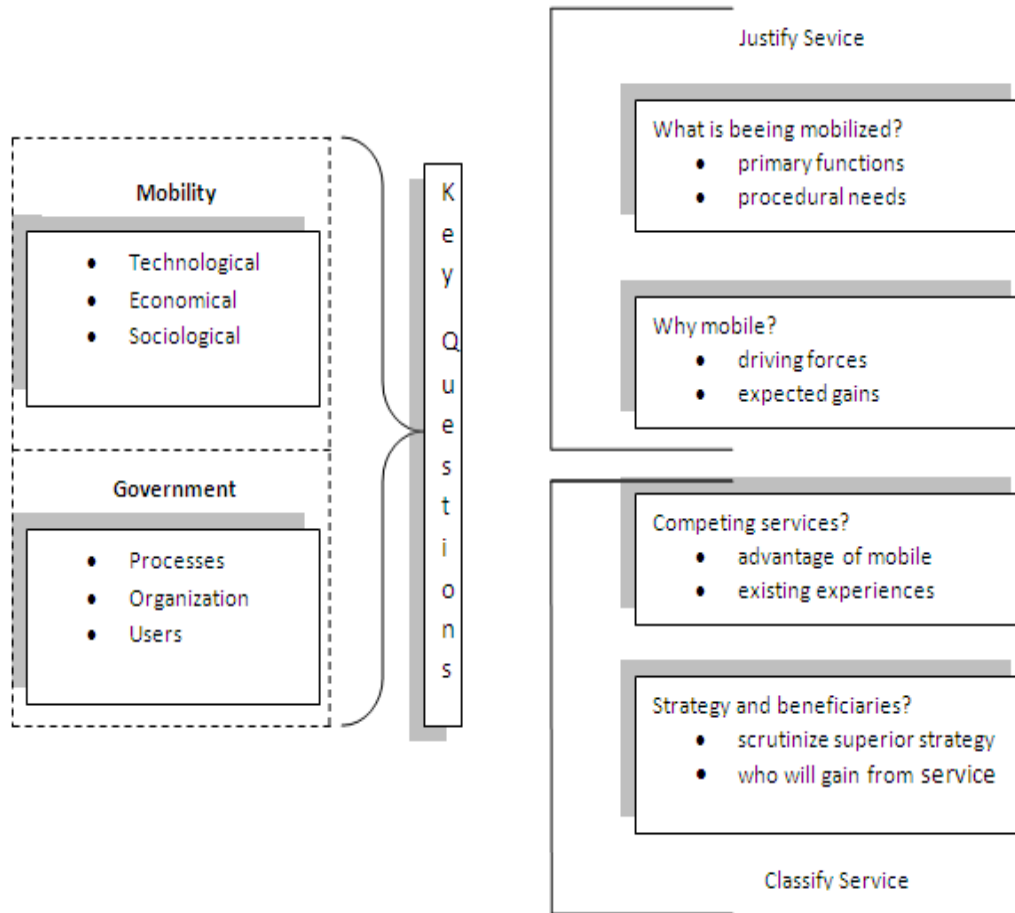 Mobility
● Technological
● Economical
● Sociological
Government
● Processes
● Organization
● Users
Key Questions
Justify Sevice
What is beeing mobilized?
● primary functions
● procedural needs
Why mobile?
● driving forces
● expected gains
Competing services?
● advantage of mobile
● existing experiences
Strategy and beneficiaries?
● scrutinize superior strategy
● who will gain from service
Classify Service